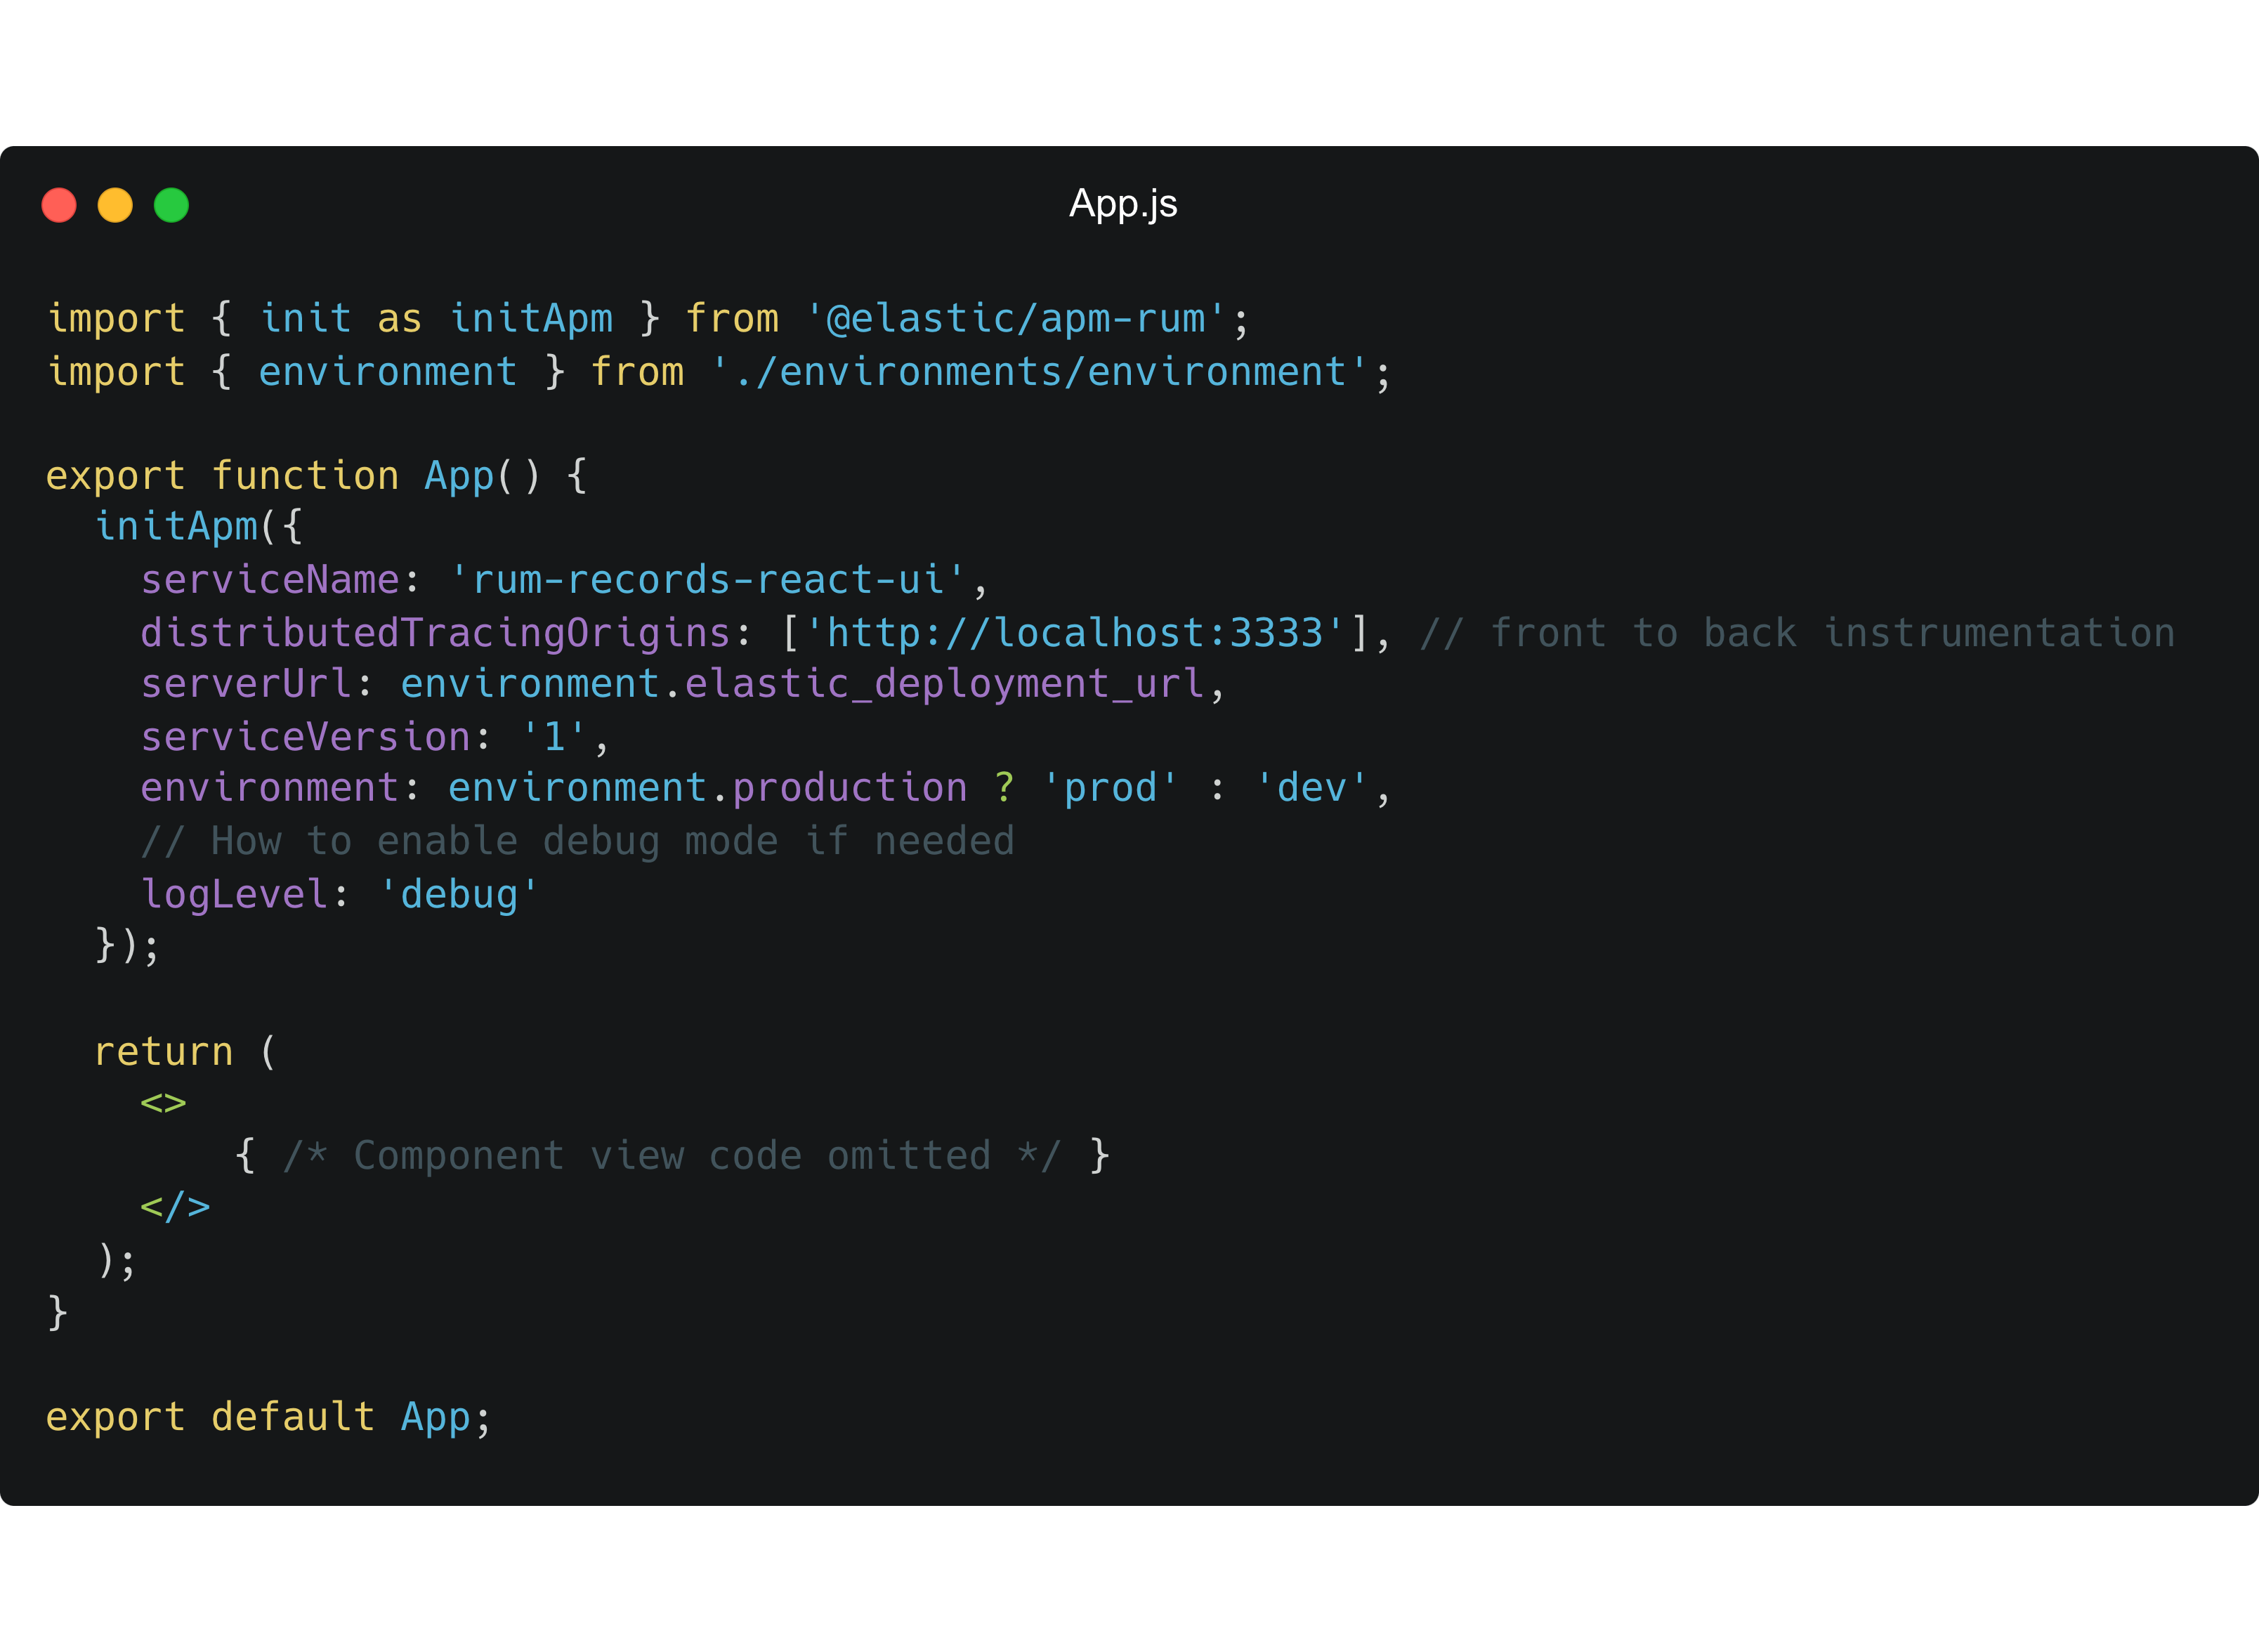 App.js
import { init as initApm } from '@elastic/apm-rum';
import { environment } from './environments/environment';
export function App() {
  initApm({
    serviceName: 'rum-records-react-ui',
    distributedTracingOrigins: ['http://localhost:3333'], // front to back instrumentation
    serverUrl: environment.elastic_deployment_url,
    serviceVersion: '1',
    environment: environment.production ? 'prod' : 'dev',
    // How to enable debug mode if needed
    logLevel: 'debug'
  });
  return (
    <>
        { /* Component view code omitted */ }
    </>
  );
}
export default App;